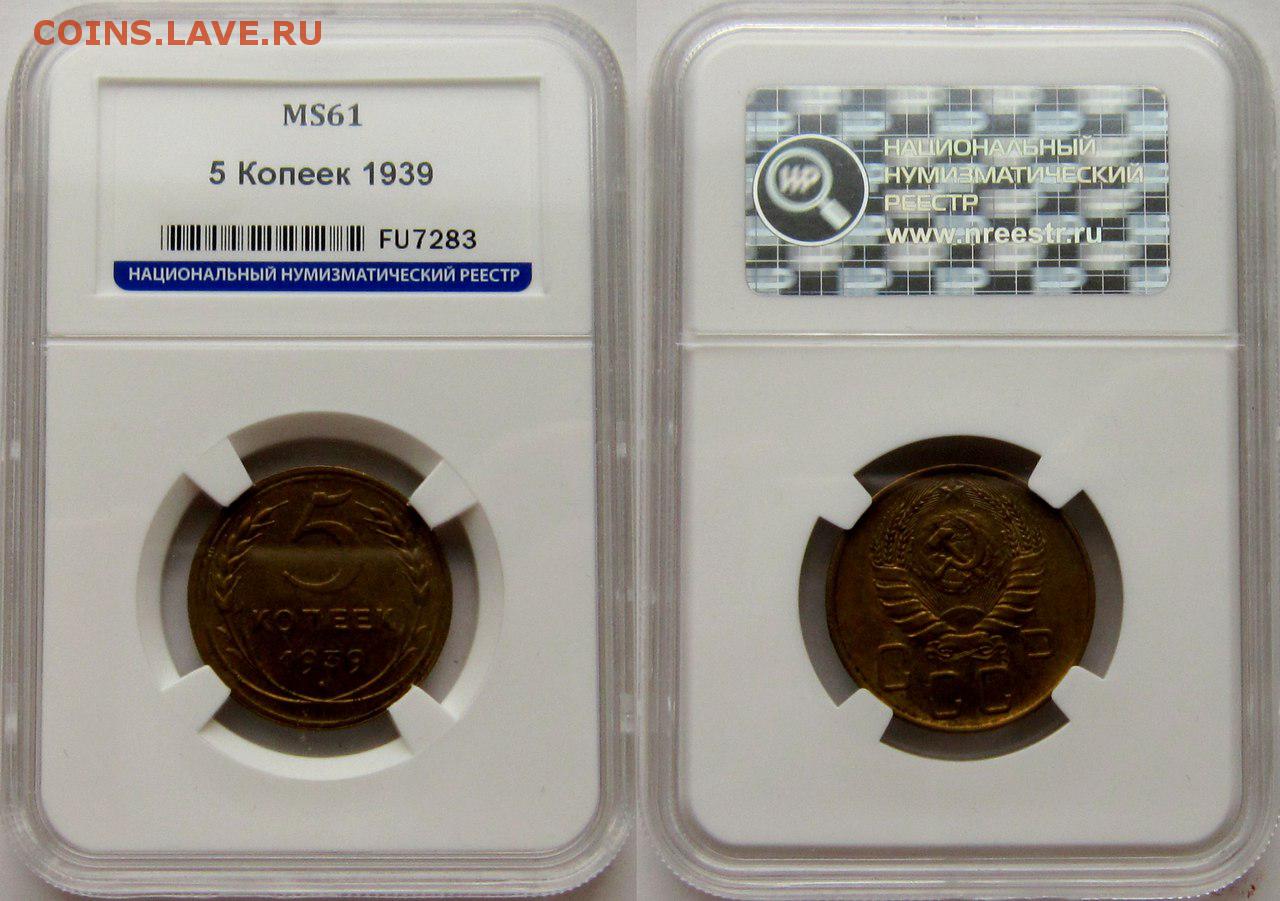 COINS.LAVE.RU
MS61
5 Копеек 1939
FU7283
НАЦИОНАЛЬНЫЙ НУМИЗМАТИЧЕСКИЙ РЕЕСТР
5
КОПЕЕК
1939
НР
НАЦИОНАЛЬНЫЙ
НУМИЗМАТИЧЕСКИЙ
РЕЕСТР
www.nreestr.ru
С С С Р